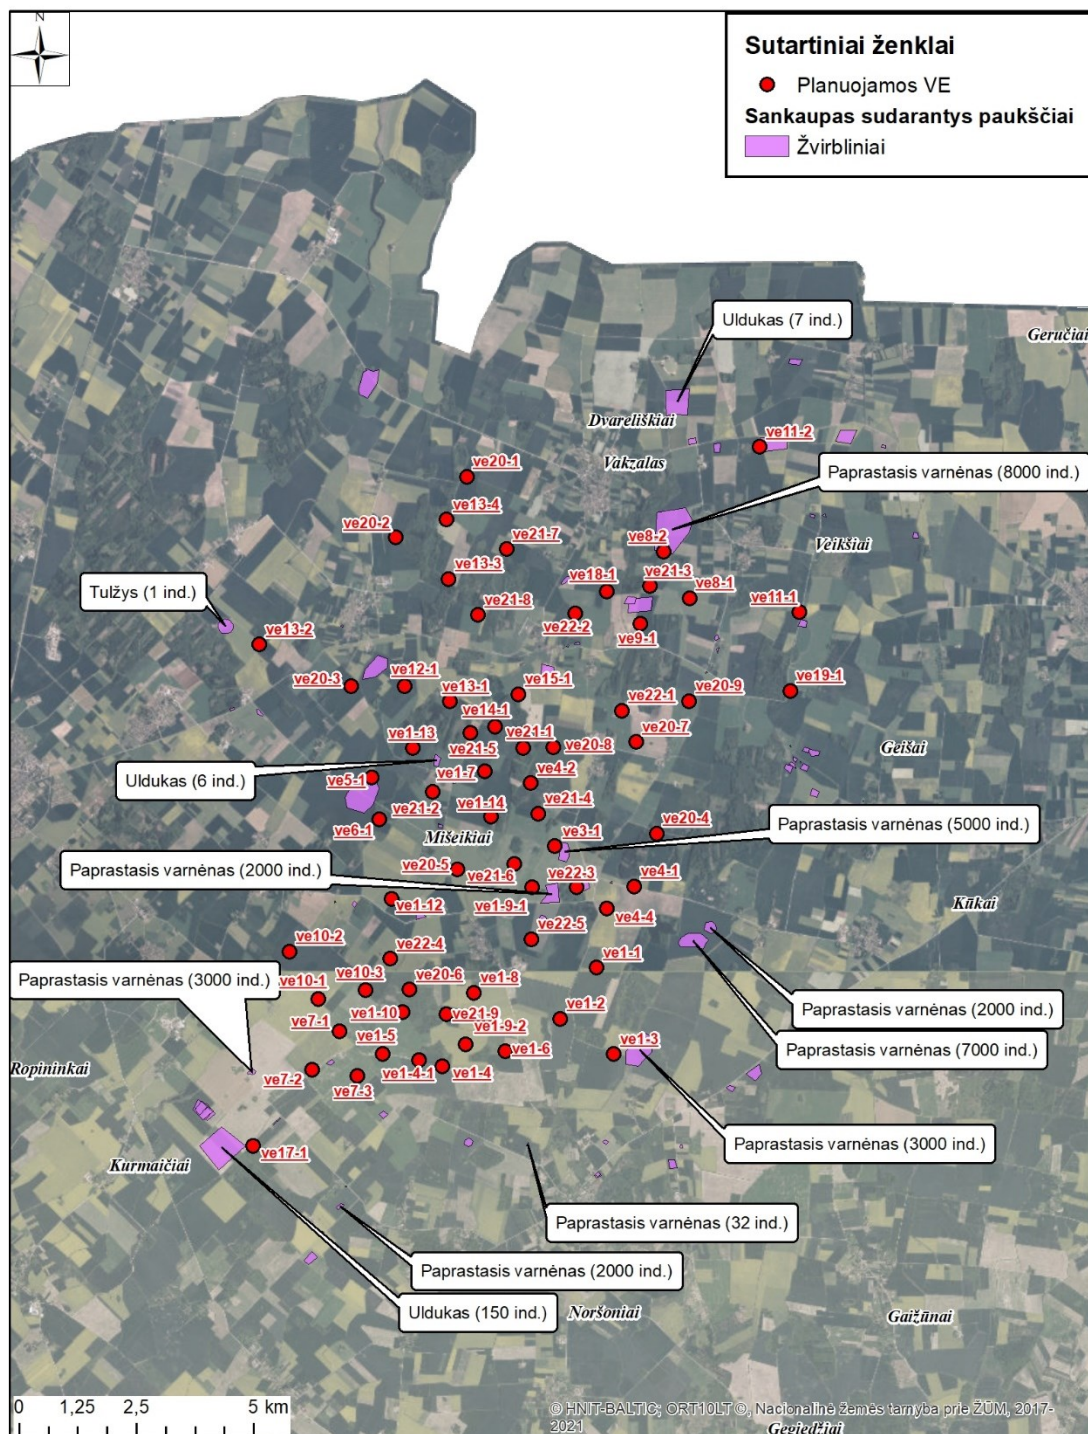 N
Sutartiniai ženklai
Planuojamos VE
Sankaupas sudarantys paukščiai
Žvirbliniai
Uldukas (7 ind.)
Geručiai
Dvareliškiai
ve11-2
Vakzalas
Paprastasis varnėnas (8000 ind.)
ve20-1
ve13-4
ve20-2
ve21-7
ve8-2
Veikšiai
ve13-3
ve18-1
ve21-3
ve8-1
Tulžys (1 ind.)
ve11-1
ve21-8
ve22-2
ve9-1
ve13-2
ve20-3
ve12-1
ve13-1
ve15-1
ve22-1
ve20-9
ve19-1
ve14-1
ve1-13
ve21-5
ve21-1
ve20-8
ve20-7
Geišai
Uldukas (6 ind.)
ve5-1
ve1-7
ve4-2
ve21-2
ve1-14
ve21-4
ve6-1
Mišeikiai
ve3-1
ve20-4
Paprastasis varnėnas (5000 ind.)
Paprastasis varnėnas (2000 ind.)
ve20-5
ve21-6
ve22-3
ve4-1
ve1-12
ve1-9-1
Kūkai
ve4-4
ve10-2
ve22-4
ve22-5
ve1-1
Paprastasis varnėnas (3000 ind.)
ve10-3
ve20-6
ve1-8
ve10-1
ve1-2
Paprastasis varnėnas (2000 ind.)
ve1-10
ve21-9
ve7-1
ve1-9-2
ve1-5
ve1-6
ve1-3
Paprastasis varnėnas (7000 ind.)
Ropininkai
ve7-2
ve1-4-1
ve1-4
ve7-3
ve17-1
Kurmaičiai
Paprastasis varnėnas (3000 ind.)
Paprastasis varnėnas (32 ind.)
Paprastasis varnėnas (2000 ind.)
Uldukas (150 ind.)
Noršoniai
Gaižūnai
0 1,25 2,5 5 km
© HNIT-BALTIC; ORT10LT ©, Nacionalinė žemės tarnyba prie ŽŪM, 2017-
2021
Gegiedžiai